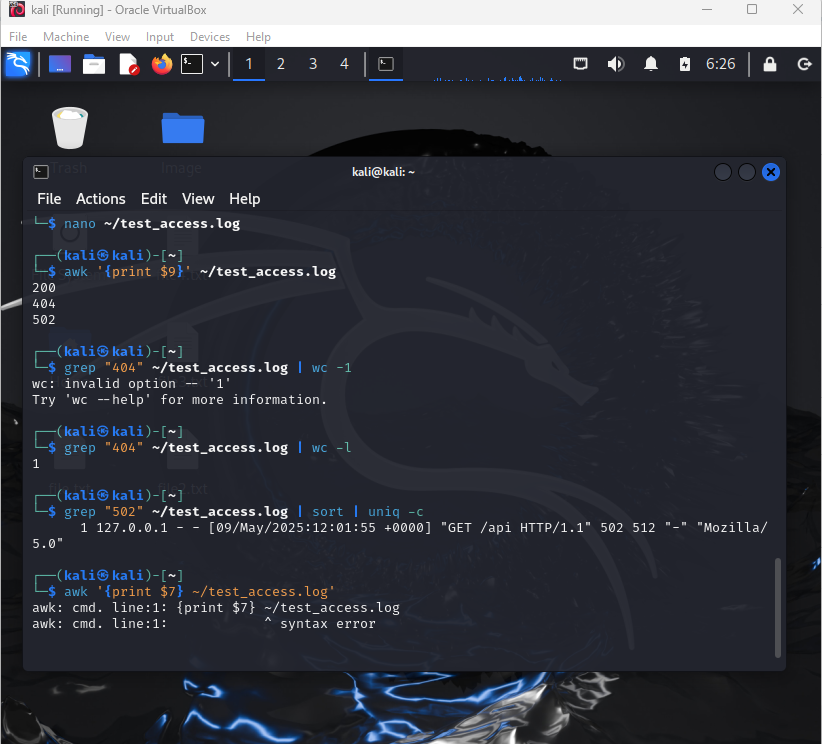 kali [Running] - Oracle VirtualBox
File Machine View Input Devices Help
1 2 3 4 6:26
Trash Image
kali@kali: ~
File Actions Edit View Help
└─$ nano ~/test_access.log
┌──(kali㉿kali)-[~]
└─$ awk '{print $9}' ~/test_access.log
200
404
502
┌──(kali㉿kali)-[~]
└─$ grep "404" ~/test_access.log | wc -1
wc: invalid option -- '1'
Try 'wc --help' for more information.
┌──(kali㉿kali)-[~]
└─$ grep "404" ~/test_access.log | wc -l
1
file.txt file2.txt
┌──(kali㉿kali)-[~]
└─$ grep "502" ~/test_access.log | sort | uniq -c
1 127.0.0.1 - - [09/May/2025:12:01:55 +0000] "GET /api HTTP/1.1" 502 512 "-" "Mozilla/
5.0"
┌──(kali㉿kali)-[~]
└─$ awk '{print $7} ~/test_access.log'
awk: cmd. line:1: {print $7} ~/test_access.log
awk: cmd. line:1:            ^ syntax error